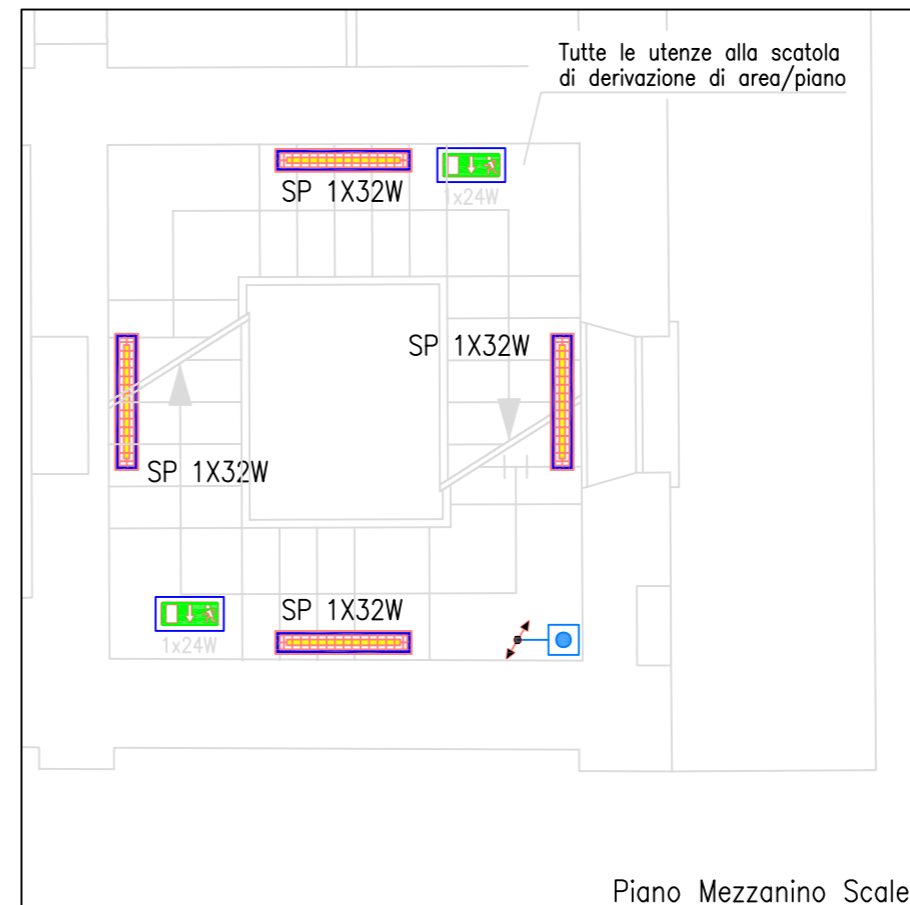 Tutte le utenze alla scatola
di derivazione di area/piano
SP 1X32W
1x24W
SP 1X32W
SP 1X32W
SP 1X32W
1x24W
Piano Mezzanino Scale